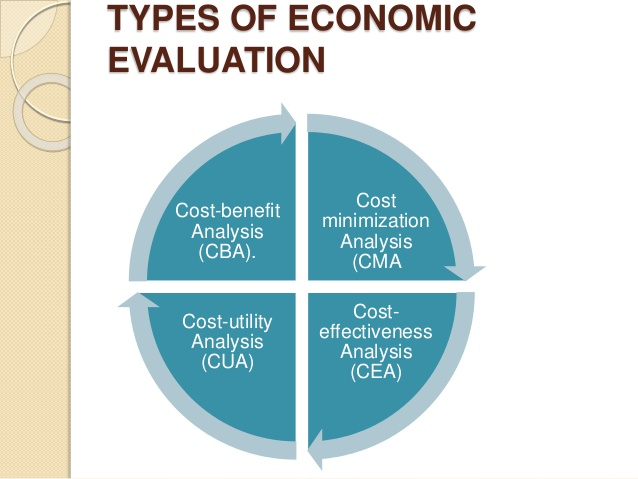 TYPES OF ECONOMIC
EVALUATION
Cost-benefit
Analysis
(CBA).
Cost
minimization
Analysis
(CMA
Cost-utility
Analysis
(CUA)
Cost-
effectiveness
Analysis
(CEA)